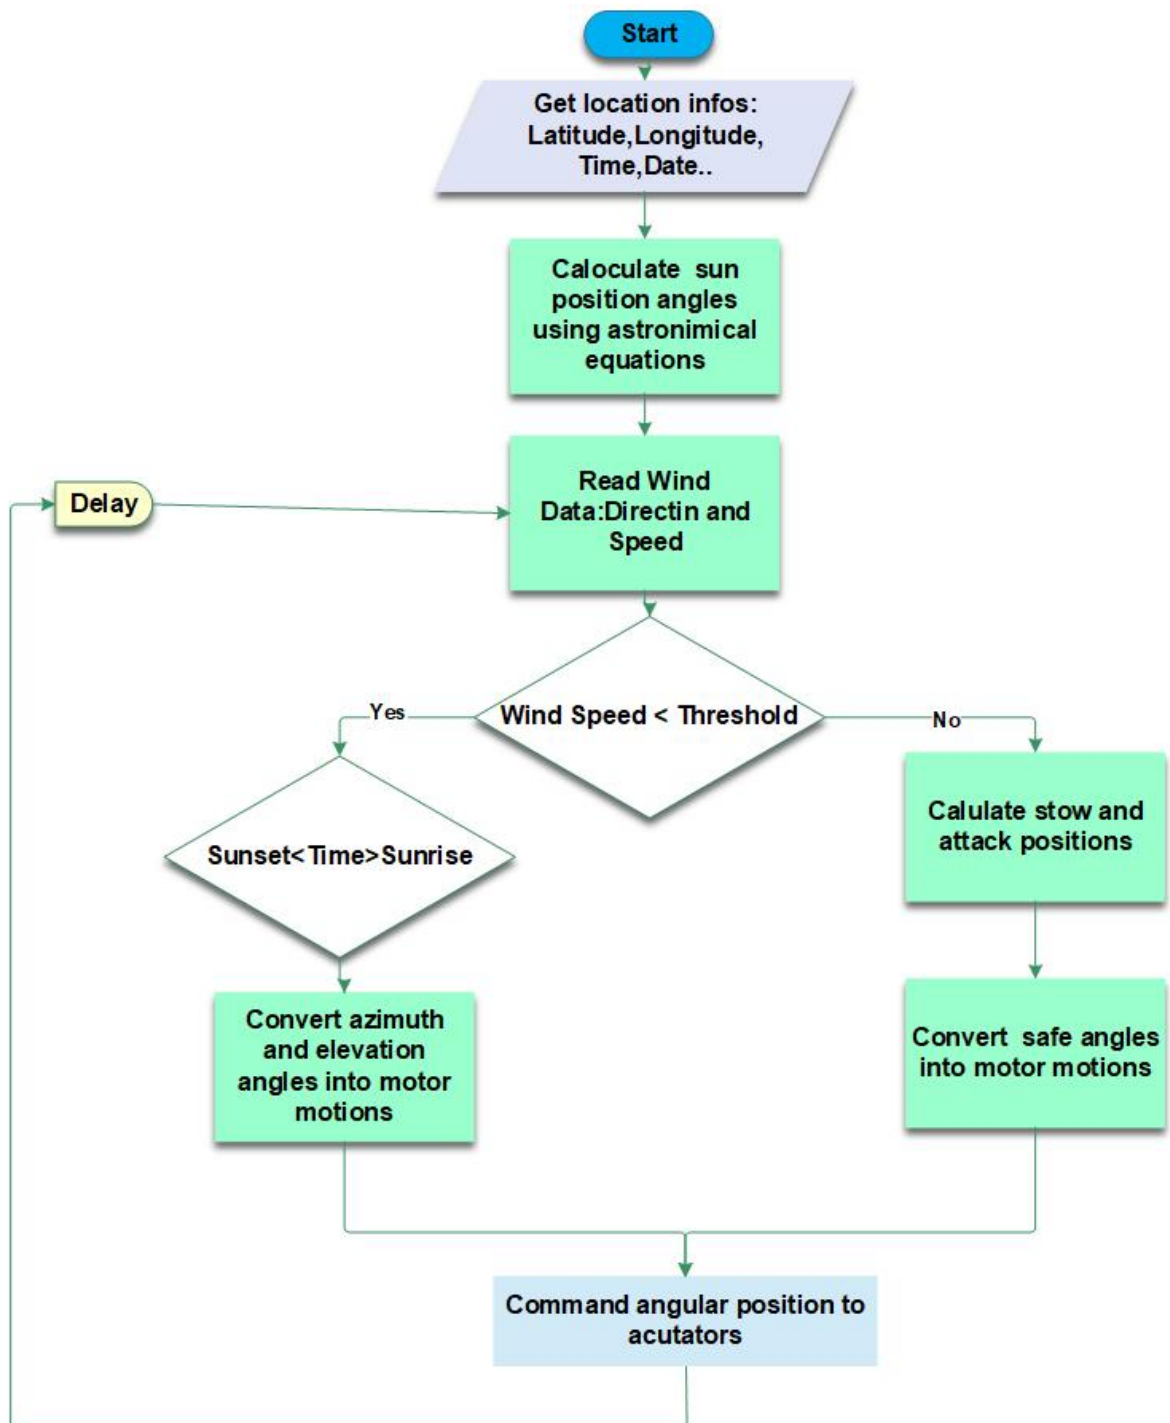 Start
Get location infos:
Latitude,Longitude,
Time,Date..
Caloculate sun
position angles
using astronimical
equations
Delay
Read Wind
Data:Directin and
Speed
Yes
Wind Speed < Threshold
No
Sunset<Time>Sunrise
Calulate stow and
attack positions
Convert azimuth
and elevation
angles into motor
motions
Convert safe angles
into motor motions
Command angular position to
acutators